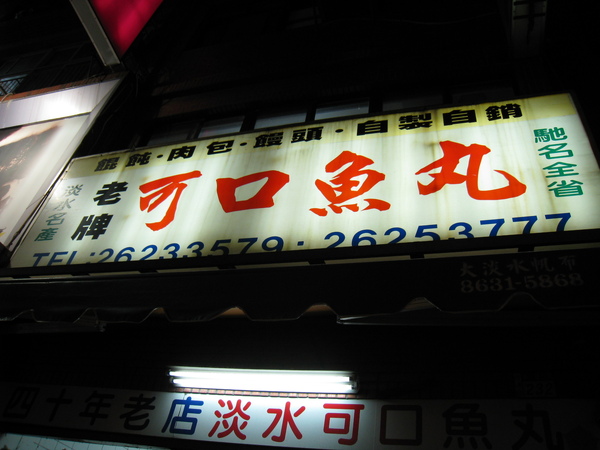 餛飩·肉包·饅頭·自製自銷
淡水名產
老牌
可口魚丸
馳名全省
TEL:26233579·26253777
大淡水帆布
8631-5868
四十年老店淡水可口魚丸